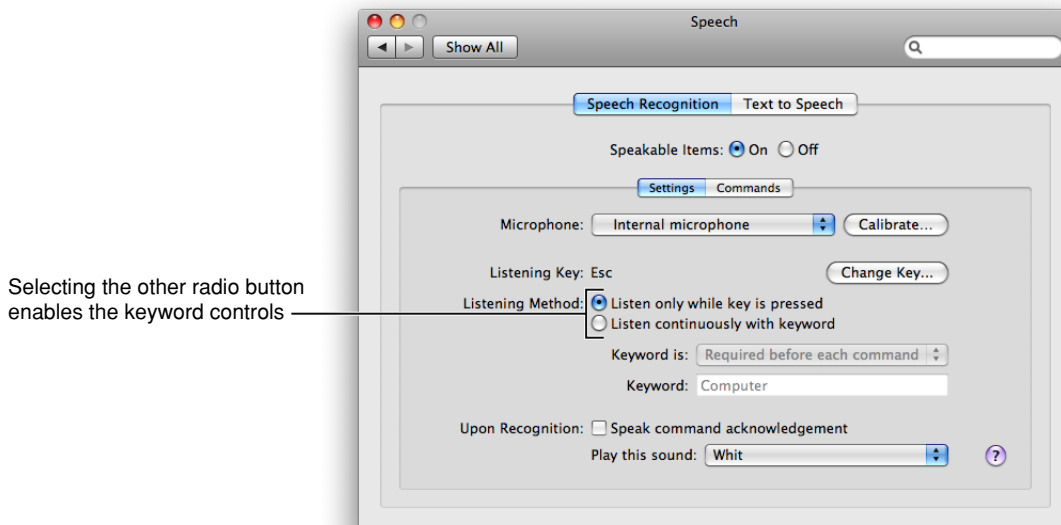 Speech
Show All
Speech Recognition Text to Speech
Speakable Items: On Off
Settings Commands
Microphone: Internal microphone Calibrate...
Listening Key: Esc Change Key...
Selecting the other radio button
enables the keyword controls
Listening Method: Listen only while key is pressed
Listen continuously with keyword
Keyword is: Required before each command
Keyword: Computer
Upon Recognition: Speak command acknowledgement
Play this sound: Whit
?